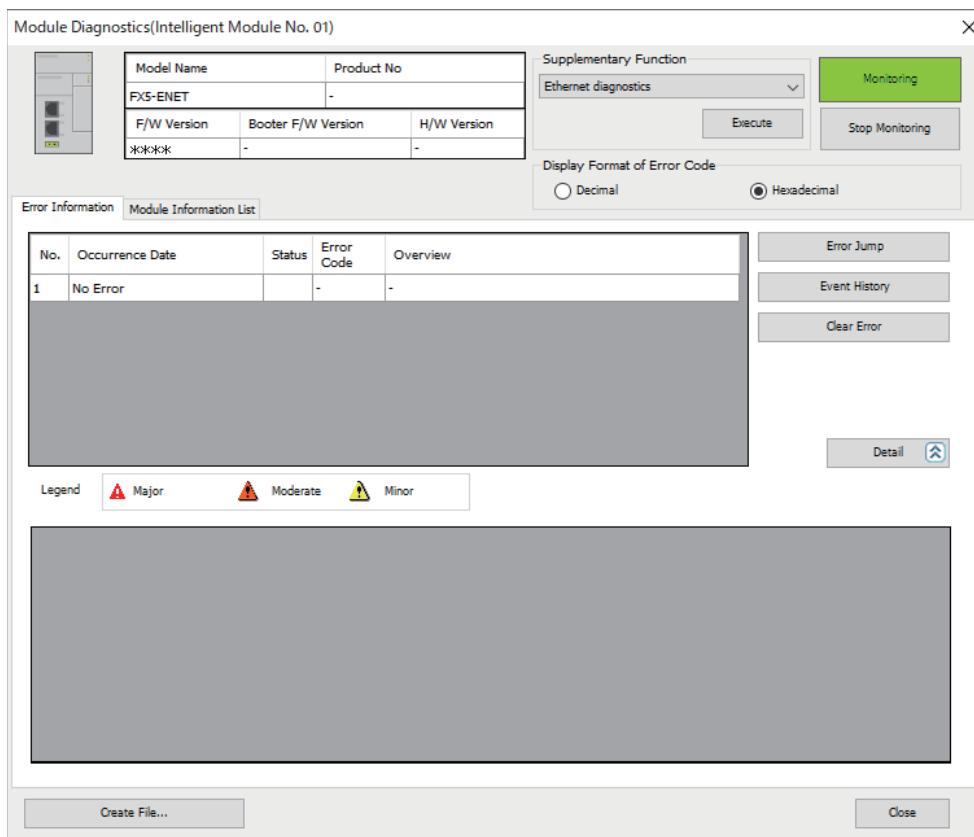 Module Diagnostics(Intelligent Module No. 01)
Model Name Product No
FX5-ENET -
F/W Version Booter F/W Version H/W Version
**** - -
Supplementary Function
Ethernet diagnostics
Execute
Monitoring
Stop Monitoring
Display Format of Error Code
Decimal Hexadecimal
Error Information Module Information List
No. Occurrence Date Status Error Code Overview
1 No Error - -
Error Jump
Event History
Clear Error
Detail
Legend Major Moderate Minor
Create File... Close